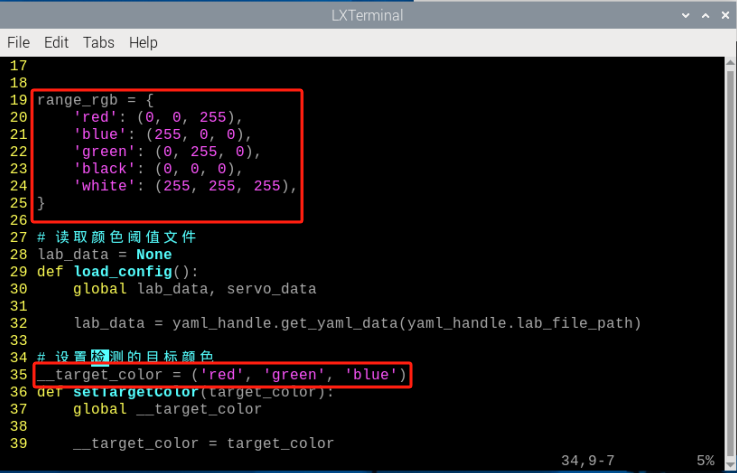 LXTerminal
File Edit Tabs Help
17
18
19 range_rgb = {
20     'red': (0, 0, 255),
21     'blue': (255, 0, 0),
22     'green': (0, 255, 0),
23     'black': (0, 0, 0),
24     'white': (255, 255, 255),
25 }
26
27 # 读取颜色阈值文件
28 lab_data = None
29 def load_config():
30     global lab_data, servo_data
31
32     lab_data = yaml_handle.get_yaml_data(yaml_handle.lab_file_path)
33
34 # 设置检测的目标颜色
35 __target_color = ('red', 'green', 'blue')
36 def setTargetColor(target_color):
37     global __target_color
38
39     __target_color = target_color
34,9-7 5%